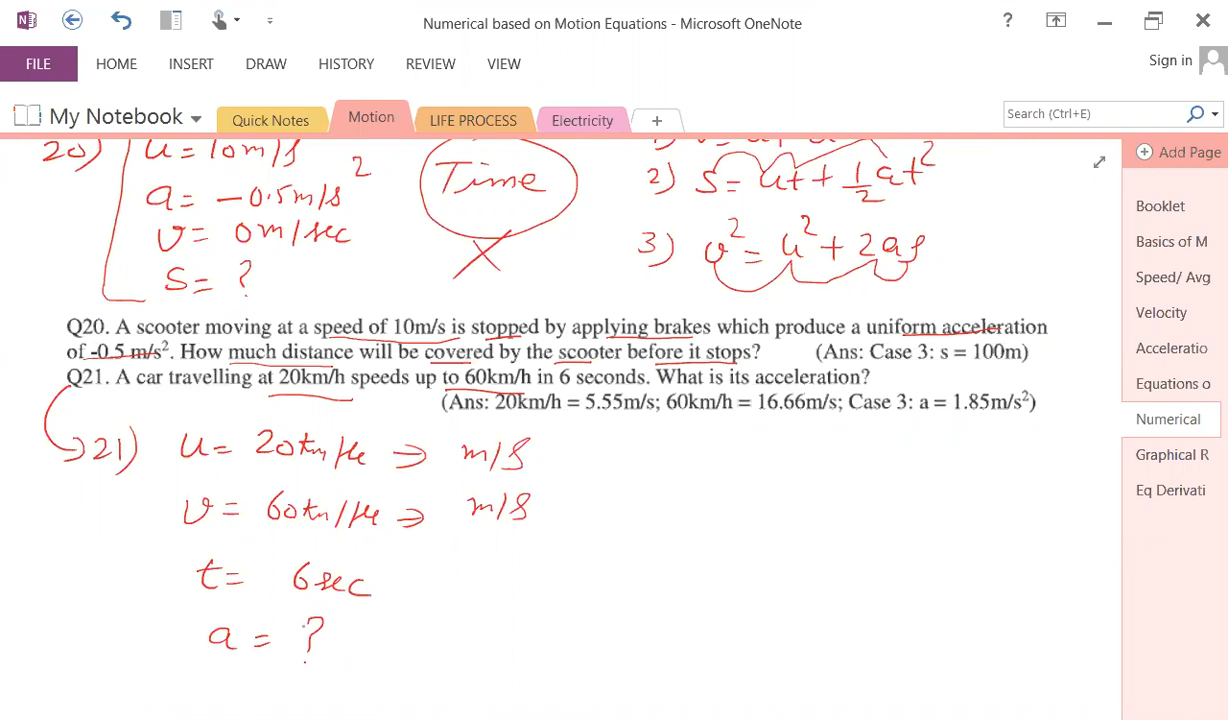 Numerical based on Motion Equations - Microsoft OneNote
FILE HOME INSERT DRAW HISTORY REVIEW VIEW Sign in
My Notebook Quick Notes Motion LIFE PROCESS Electricity + Search (Ctrl+E)
Add Page
Booklet
Basics of M
Speed/ Avg
Velocity
Acceleratio
Equations o
Numerical
Graphical R
Eq Derivati
20) u = 10m/s
a = -0.5m/s²
v = 0m/sec
s = ?
Time
2) s = ut + 1/2 at²
3) v² = u² + 2as
Q20. A scooter moving at a speed of 10m/s is stopped by applying brakes which produce a uniform acceleration
of -0.5 m/s². How much distance will be covered by the scooter before it stops? (Ans: Case 3: s = 100m)
Q21. A car travelling at 20km/h speeds up to 60km/h in 6 seconds. What is its acceleration?
(Ans: 20km/h = 5.55m/s; 60km/h = 16.66m/s; Case 3: a = 1.85m/s²)
21) u = 20km/hr ⇒ m/s
v = 60km/hr ⇒ m/s
t = 6sec
a = ?